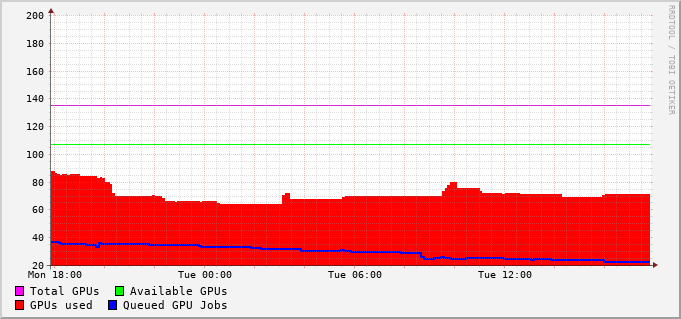 200
180
160
140
120
100
80
60
40
20
Mon 18:00 Tue 00:00 Tue 06:00 Tue 12:00
Total GPUs Available GPUs
GPUs used Queued GPU Jobs
RRDTOOL / TOBI OETIKER